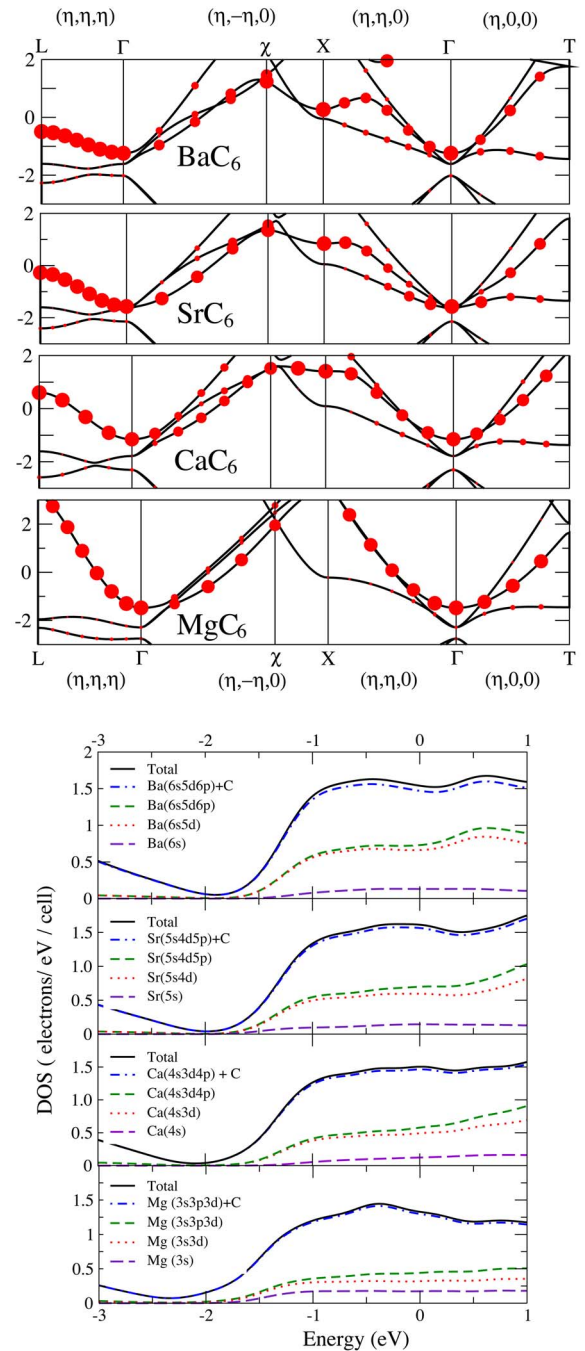 (η,η,η) (η,−η,0) (η,η,0) (η,0,0)
L Γ χ X Γ T
0
-2
BaC6
2
0
-2
SrC6
2
0
-2
CaC6
2
0
-2
MgC6
L Γ χ X Γ T
(η,η,η) (η,−η,0) (η,η,0) (η,0,0)
-3 -2 -1 0 1
2
1.5
1
0.5
0
Total
Ba(6s5d6p)+C
Ba(6s5d6p)
Ba(6s5d)
Ba(6s)
1.5
1
0.5
0
Total
Sr(5s4d5p)+C
Sr(5s4d5p)
Sr(5s4d)
Sr(5s)
1.5
1
0.5
0
Total
Ca(4s3d4p) + C
Ca(4s3d4p)
Ca(4s3d)
Ca(4s)
1.5
1
0.5
0
Total
Mg (3s3p3d)+C
Mg (3s3p3d)
Mg (3s3d)
Mg (3s)
-3 -2 -1 0 1
Energy (eV)
DOS ( electrons/ eV / cell)